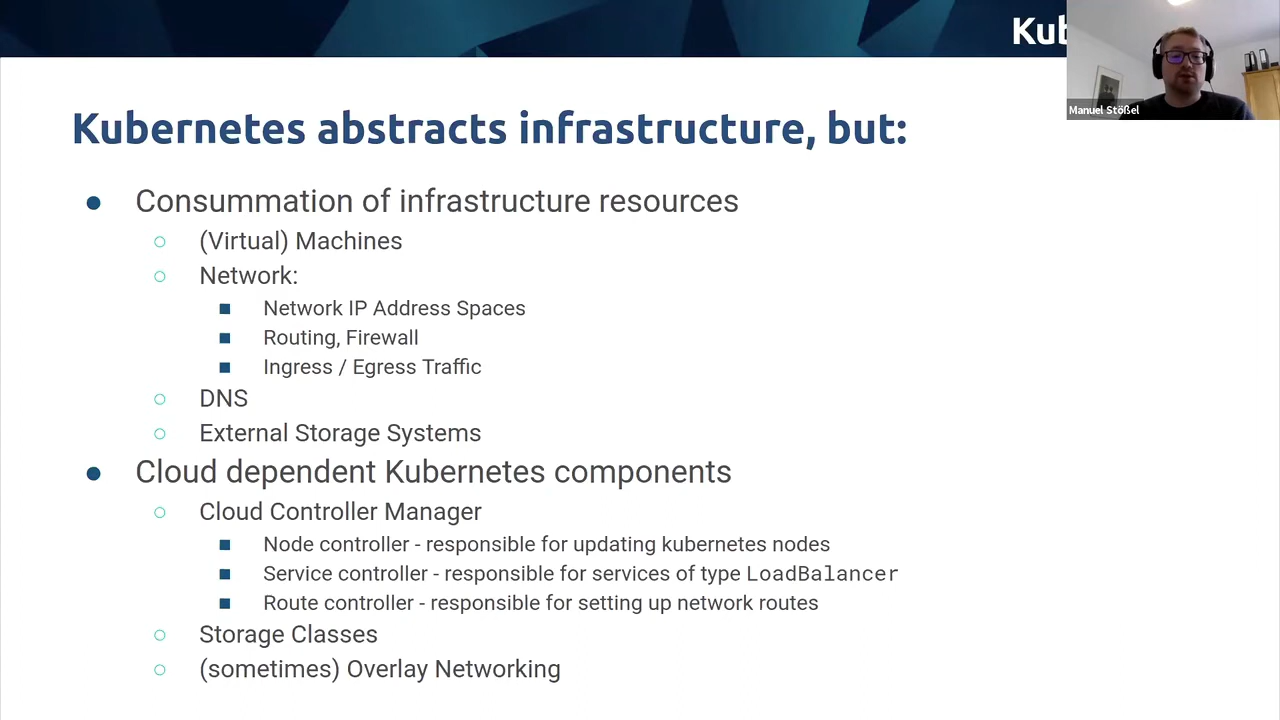 Kub
Manuel Stößel
Kubernetes abstracts infrastructure, but:
Consummation of infrastructure resources
(Virtual) Machines
Network:
Network IP Address Spaces
Routing, Firewall
Ingress / Egress Traffic
DNS
External Storage Systems
Cloud dependent Kubernetes components
Cloud Controller Manager
Node controller - responsible for updating kubernetes nodes
Service controller - responsible for services of type LoadBalancer
Route controller - responsible for setting up network routes
Storage Classes
(sometimes) Overlay Networking